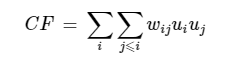 CF = ∑_i ∑_{j⩽i} w_{ij} u_i u_j